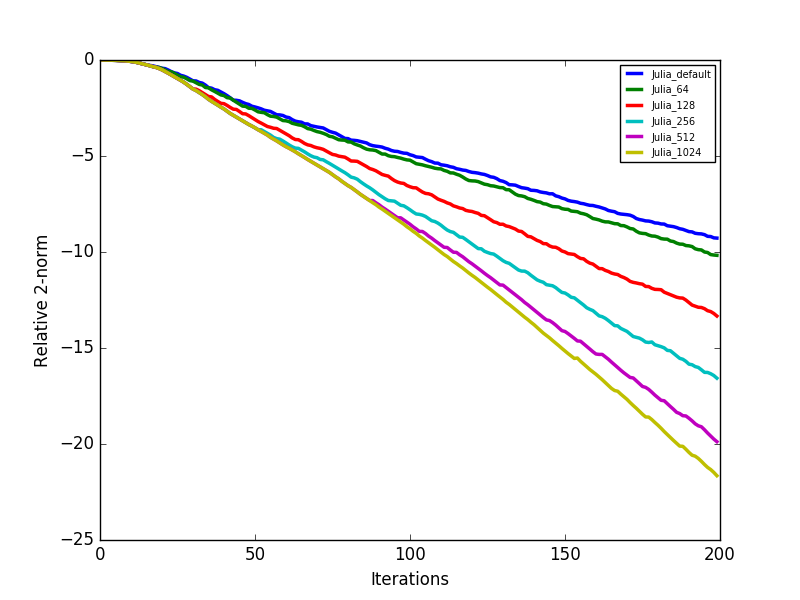 0
Julia_default
Julia_64
Julia_128
Julia_256
Julia_512
Julia_1024
−5
−10
−15
−20
−25
Relative 2-norm
0 50 100 150 200
Iterations